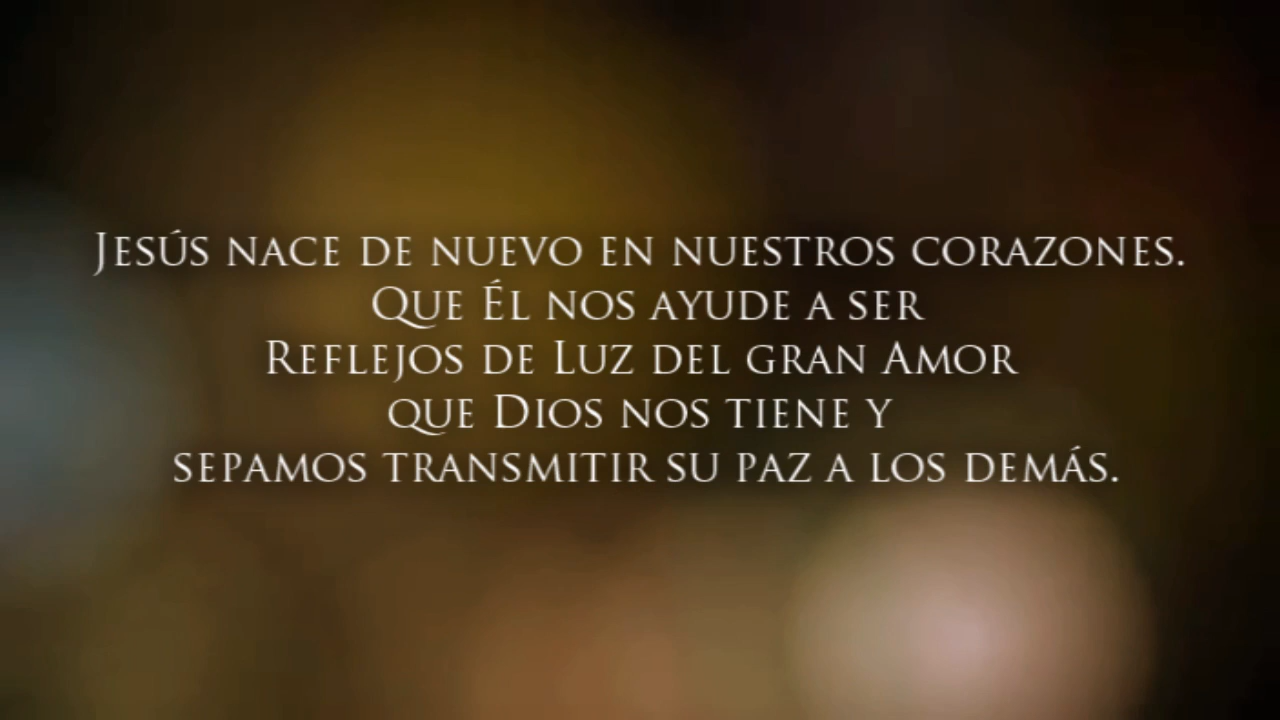 Jesús nace de nuevo en nuestros corazones.
Que Él nos ayude a ser
Reflejos de Luz del gran Amor
que Dios nos tiene y
sepamos transmitir su paz a los demás.